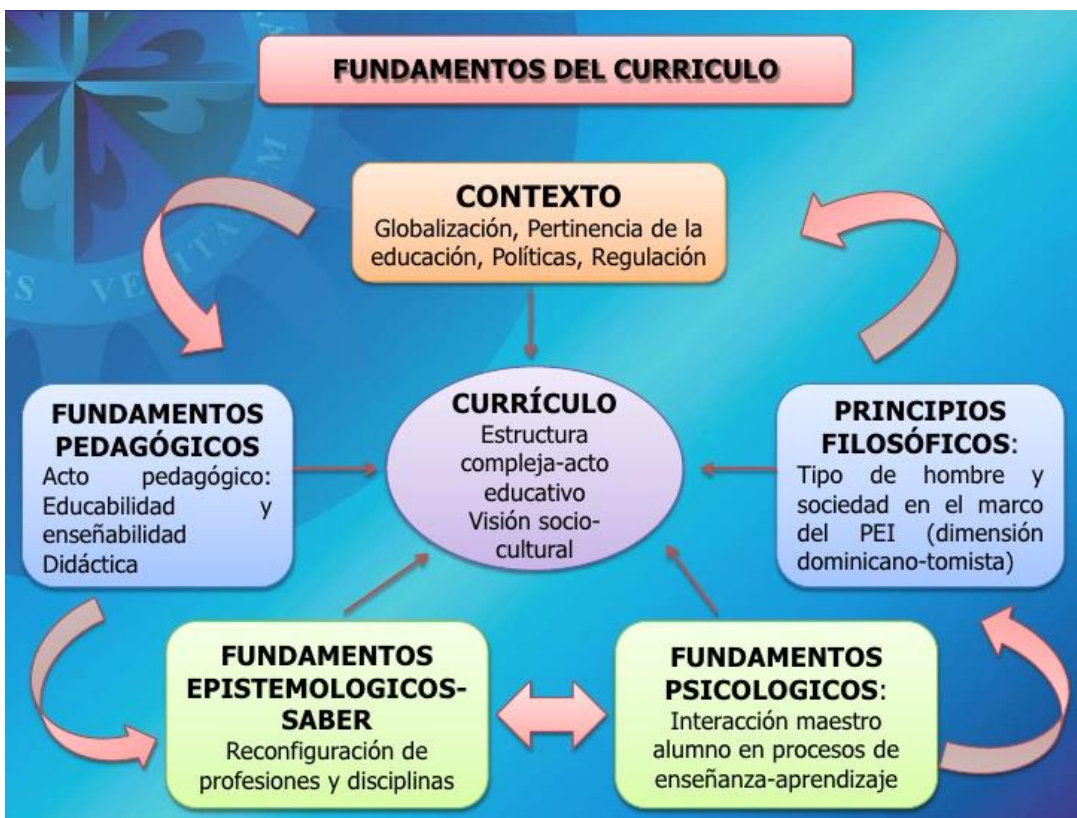 FUNDAMENTOS DEL CURRICULO
CONTEXTO
Globalización, Pertinencia de la
educación, Políticas, Regulación
FUNDAMENTOS
PEDAGÓGICOS
Acto pedagógico:
Educabilidad y
enseñabilidad
Didáctica
CURRÍCULO
Estructura
compleja-acto
educativo
Visión socio-
cultural
PRINCIPIOS
FILOSÓFICOS:
Tipo de hombre y
sociedad en el marco
del PEI (dimensión
dominicano-tomista)
FUNDAMENTOS
EPISTEMOLOGICOS-
SABER
Reconfiguración de
profesiones y disciplinas
FUNDAMENTOS
PSICOLOGICOS:
Interacción maestro
alumno en procesos de
enseñanza-aprendizaje